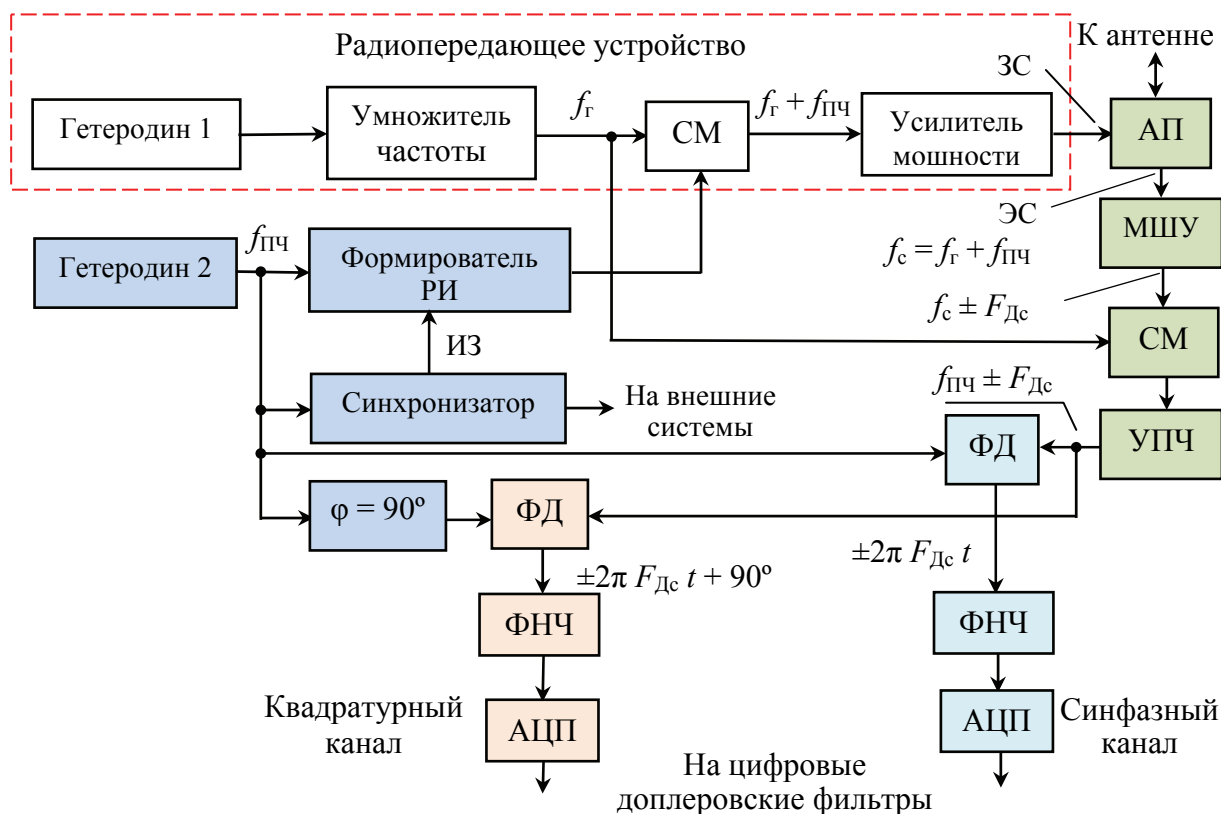 Радиопередающее устройство
К антенне
ЗС
Гетеродин 1
Умножитель
частоты
fг
СМ
fг + fПЧ
Усилитель
мошности
АП
ЭС
МШУ
fс = fг + fПЧ
fс ± FДс
СМ
Гетеродин 2
fПЧ
Формирователь
РИ
ИЗ
Синхронизатор
На внешние
системы
fПЧ ± FДс
ФД
УПЧ
φ = 90º
ФД
±2π FДс t + 90º
±2π FДс t
ФНЧ
ФНЧ
Квадратурный
канал
АЦП
АЦП
Синфазный
канал
На цифровые
доплеровские фильтры